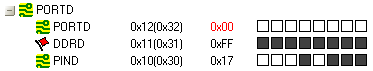 PORTD
PORTD 0x12(0x32) 0x00
DDRD 0x11(0x31) 0xFF
PIND 0x10(0x30) 0x17